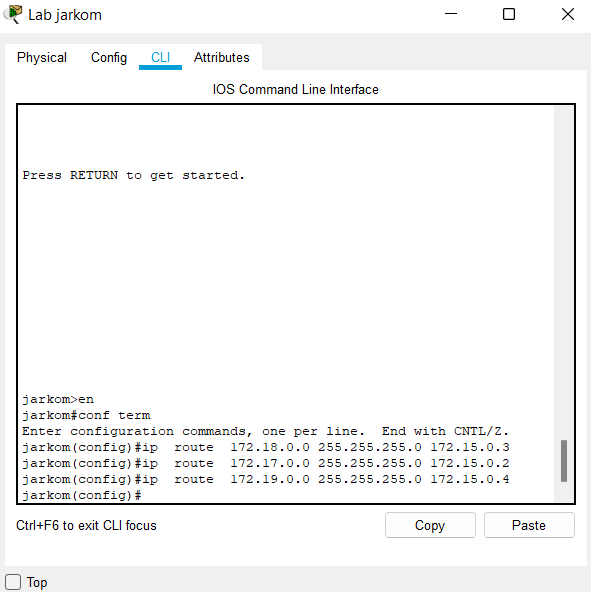 Lab jarkom
Physical Config CLI Attributes
IOS Command Line Interface
Press RETURN to get started.
jarkom>en
jarkom#conf term
Enter configuration commands, one per line.  End with CNTL/Z.
jarkom(config)#ip  route  172.18.0.0 255.255.255.0 172.15.0.3
jarkom(config)#ip  route  172.17.0.0 255.255.255.0 172.15.0.2
jarkom(config)#ip  route  172.19.0.0 255.255.255.0 172.15.0.4
jarkom(config)#
Ctrl+F6 to exit CLI focus
Copy Paste
Top